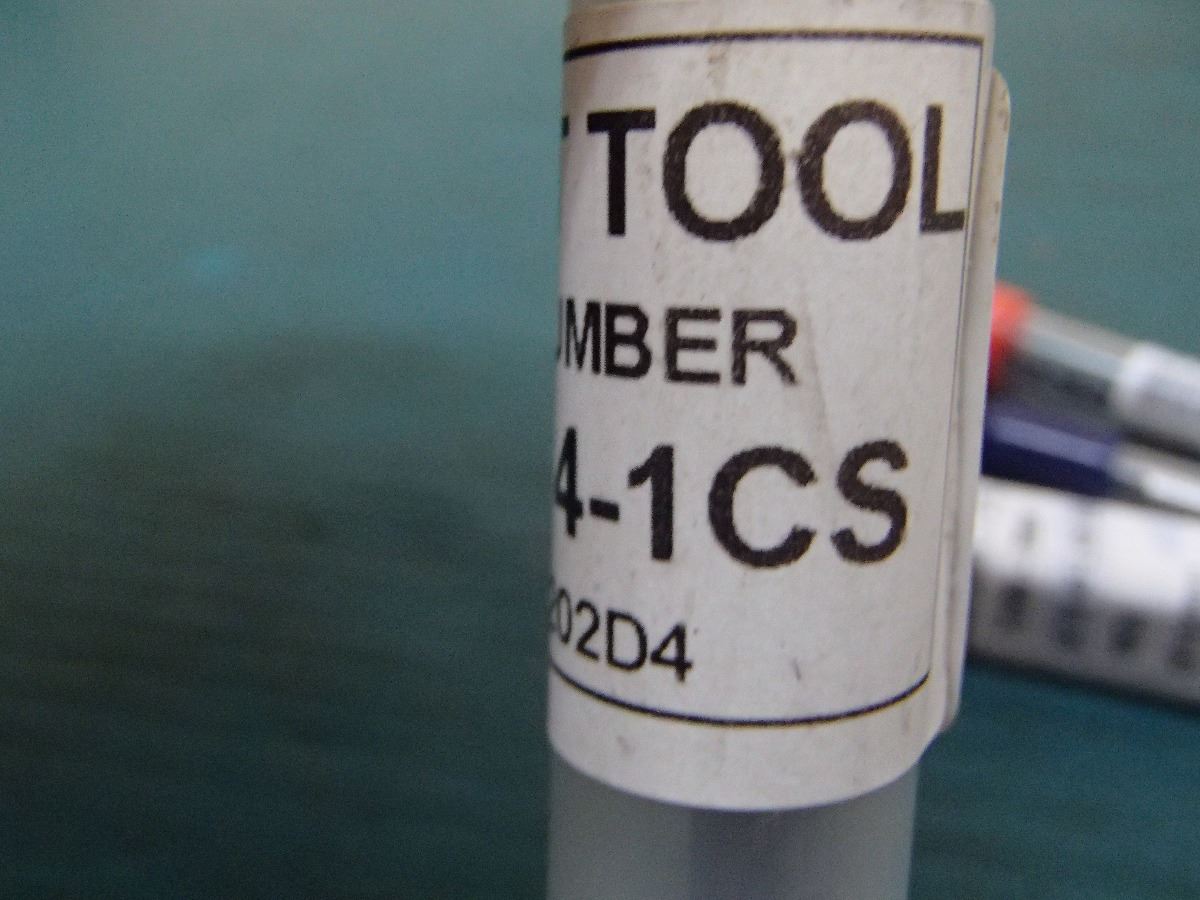 T TOOL
UMBER
4-1CS
02D4